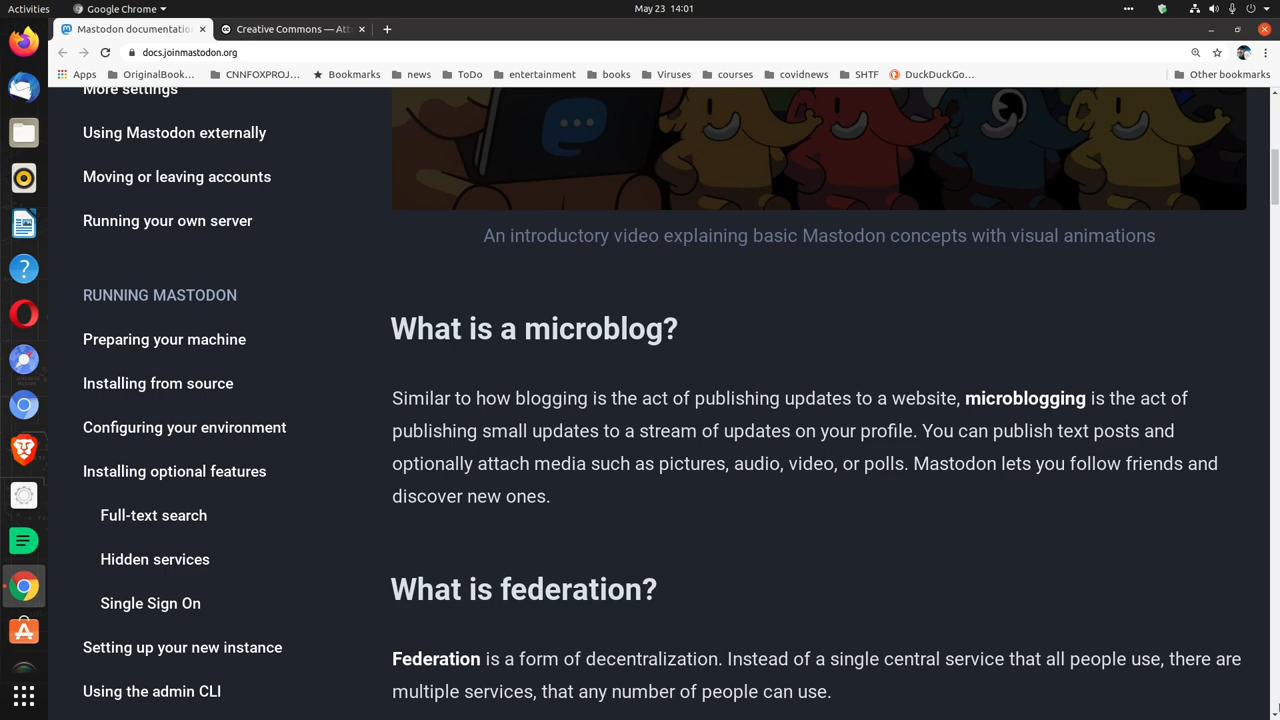 Activities
Google Chrome
May 23 14:01
Mastodon documentatio
Creative Commons — Att
docs.joinmastodon.org
Apps
OriginalBook...
CNNFOXPROJ...
Bookmarks
news
ToDo
entertainment
books
Viruses
courses
covidnews
SHTF
DuckDuckGo...
Other bookmarks
More settings
Using Mastodon externally
Moving or leaving accounts
Running your own server
RUNNING MASTODON
Preparing your machine
Installing from source
Configuring your environment
Installing optional features
Full-text search
Hidden services
Single Sign On
Setting up your new instance
Using the admin CLI
An introductory video explaining basic Mastodon concepts with visual animations
What is a microblog?
Similar to how blogging is the act of publishing updates to a website, microblogging is the act of
publishing small updates to a stream of updates on your profile. You can publish text posts and
optionally attach media such as pictures, audio, video, or polls. Mastodon lets you follow friends and
discover new ones.
What is federation?
Federation is a form of decentralization. Instead of a single central service that all people use, there are
multiple services, that any number of people can use.